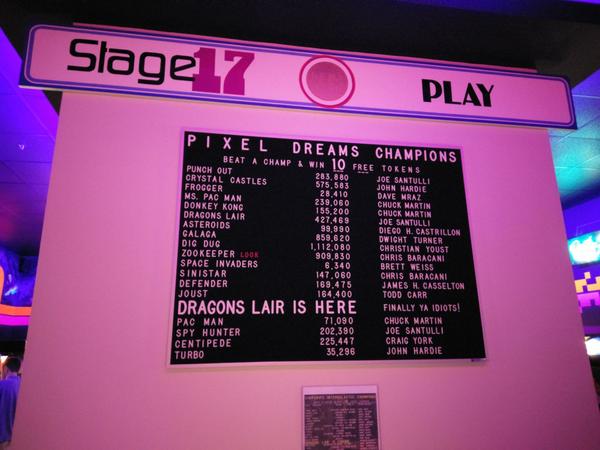 Stage 17 PLAY
PIXEL DREAMS CHAMPIONS
BEAT A CHAMP & WIN 10 FREE TOKENS
PUNCH OUT 283,880 JOE SANTULLI
CRYSTAL CASTLES 575,583 JOHN HARDIE
FROGGER 28,410 DAVE MRAZ
MS. PAC MAN 239,060 CHUCK MARTIN
DONKEY KONG 155,200 CHUCK MARTIN
DRAGONS LAIR 427,469 JOE SANTULLI
ASTEROIDS 99,990 DIEGO H. CASTRILLON
GALAGA 859,620 DWIGHT TURNER
DIG DUG 1,112,080 CHRISTIAN YOUST
ZOOKEEPER LOOK 909,830 CHRIS BARACANI
SPACE INVADERS 6,340 BRETT WEISS
SINISTAR 147,060 CHRIS BARACANI
DEFENDER 169,475 JAMES H. CASSELTON
JOUST 164,400 TODD CARR
DRAGONS LAIR IS HERE FINALLY YA IDIOTS!
PAC MAN 71,090 CHUCK MARTIN
SPY HUNTER 202,390 JOE SANTULLI
CENTIPEDE 225,447 CRAIG YORK
TURBO 35,296 JOHN HARDIE